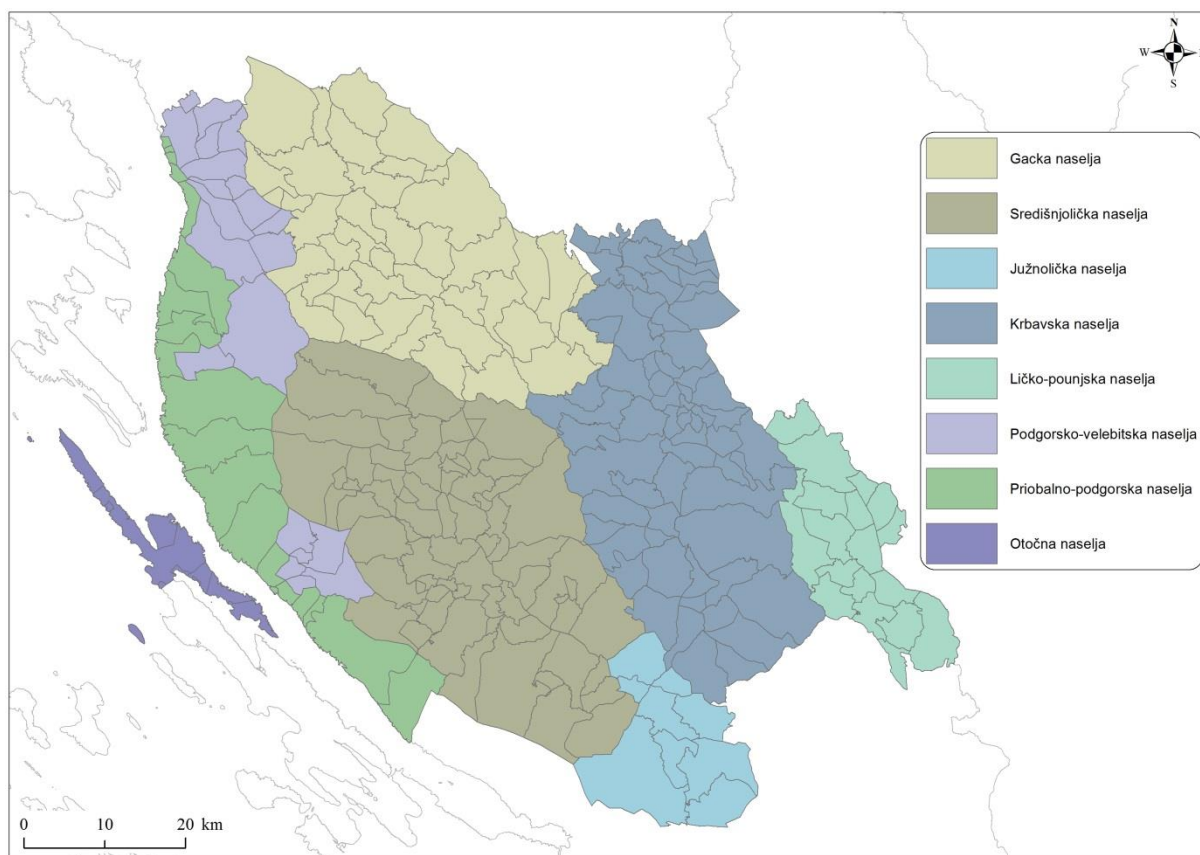 N
W
S
Gacka naselja
Središnjolička naselja
Južnolička naselja
Krbavska naselja
Ličko-pounjska naselja
Podgorsko-velebitska naselja
Priobalno-podgorska naselja
Otočna naselja
0 10 20 km